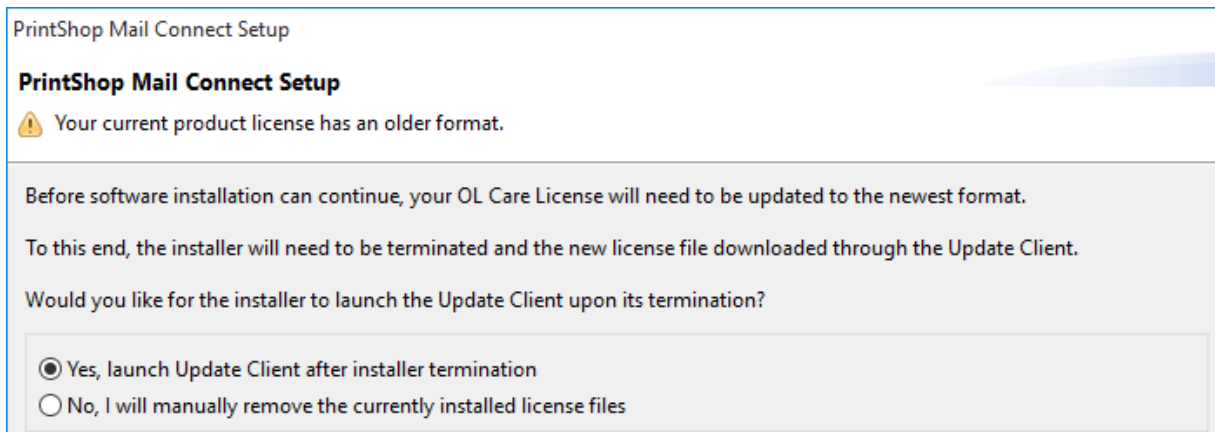 PrintShop Mail Connect Setup
PrintShop Mail Connect Setup
Your current product license has an older format.
Before software installation can continue, your OL Care License will need to be updated to the newest format.
To this end, the installer will need to be terminated and the new license file downloaded through the Update Client.
Would you like for the installer to launch the Update Client upon its termination?
Yes, launch Update Client after installer termination
No, I will manually remove the currently installed license files